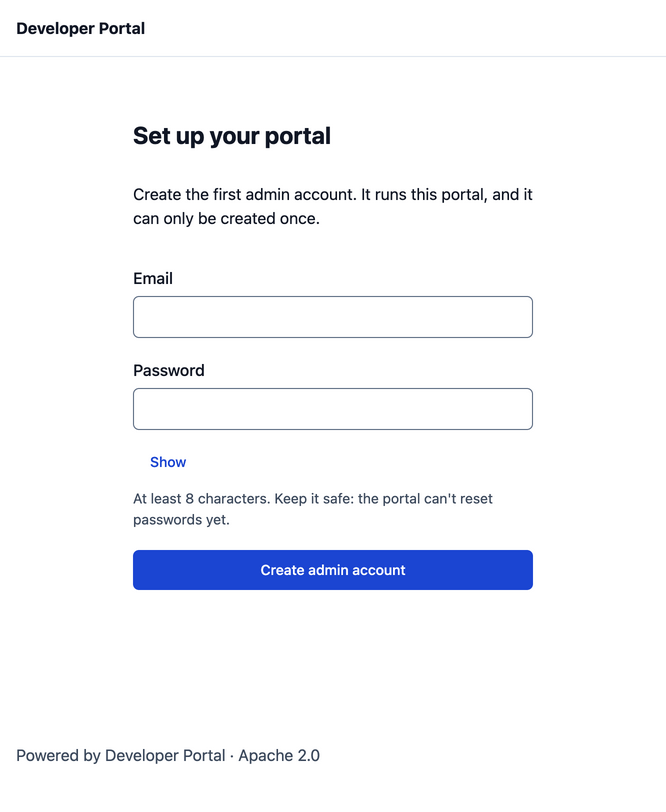 Developer Portal
Set up your portal
Create the first admin account. It runs this portal, and it
can only be created once.
Email
Password
Show
At least 8 characters. Keep it safe: the portal can't reset
passwords yet.
Create admin account
Powered by Developer Portal · Apache 2.0